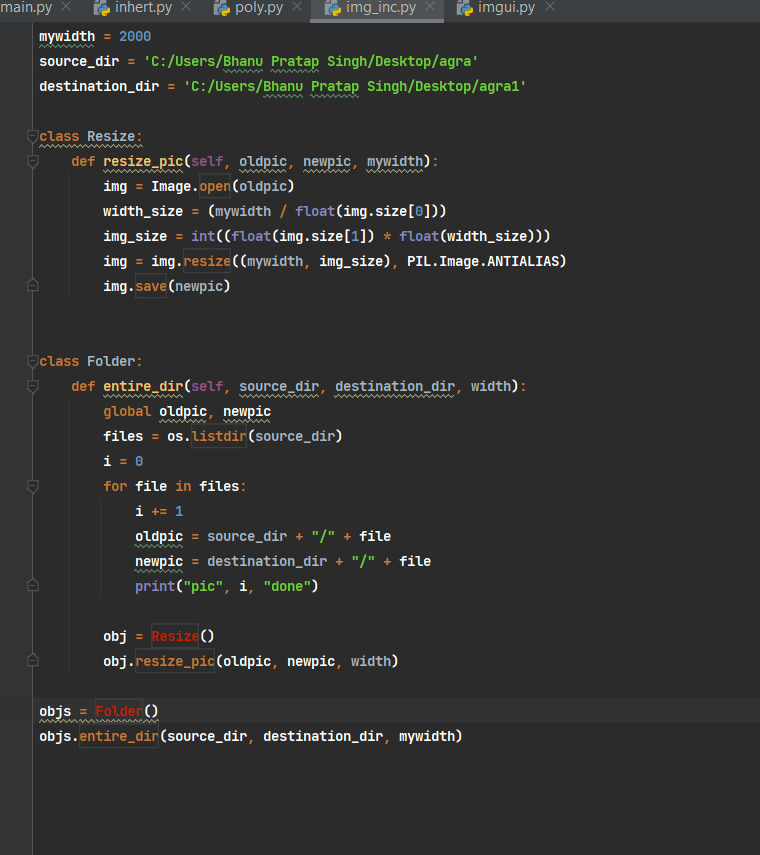 main.py inhert.py poly.py img_inc.py imgui.py
mywidth = 2000
source_dir = 'C:/Users/Bhanu Pratap Singh/Desktop/agra'
destination_dir = 'C:/Users/Bhanu Pratap Singh/Desktop/agra1'
class Resize:
def resize_pic(self, oldpic, newpic, mywidth):
img = Image.open(oldpic)
width_size = (mywidth / float(img.size[0]))
img_size = int((float(img.size[1]) * float(width_size)))
img = img.resize((mywidth, img_size), PIL.Image.ANTIALIAS)
img.save(newpic)
class Folder:
def entire_dir(self, source_dir, destination_dir, width):
global oldpic, newpic
files = os.listdir(source_dir)
i = 0
for file in files:
i += 1
oldpic = source_dir + "/" + file
newpic = destination_dir + "/" + file
print("pic", i, "done")
obj = Resize()
obj.resize_pic(oldpic, newpic, width)
objs = Folder()
objs.entire_dir(source_dir, destination_dir, mywidth)